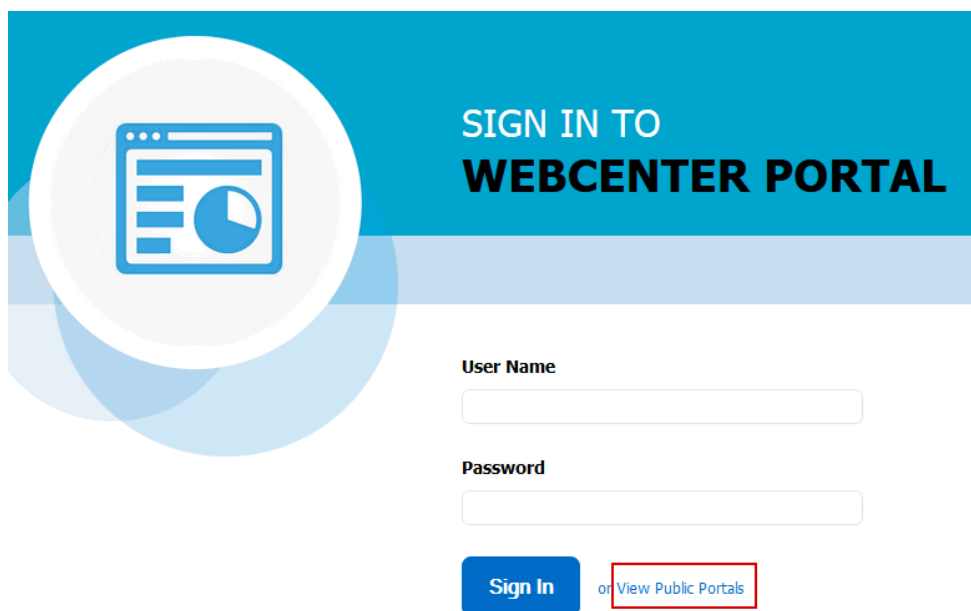 SIGN IN TO
WEBCENTER PORTAL
User Name
Password
Sign In or View Public Portals